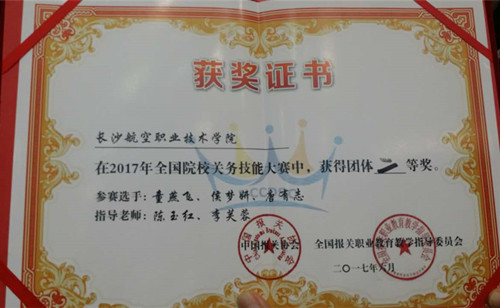 获奖证书
长沙航空职业技术学院
在2017年全国院校关务技能大赛中，获得团体二等奖。
参赛选手：董燕飞、侯梦妍、唐有志
指导老师：陈玉红、李芙蓉
中国报关协会 全国报关职业教育教学指导委员会
二〇一七年六月